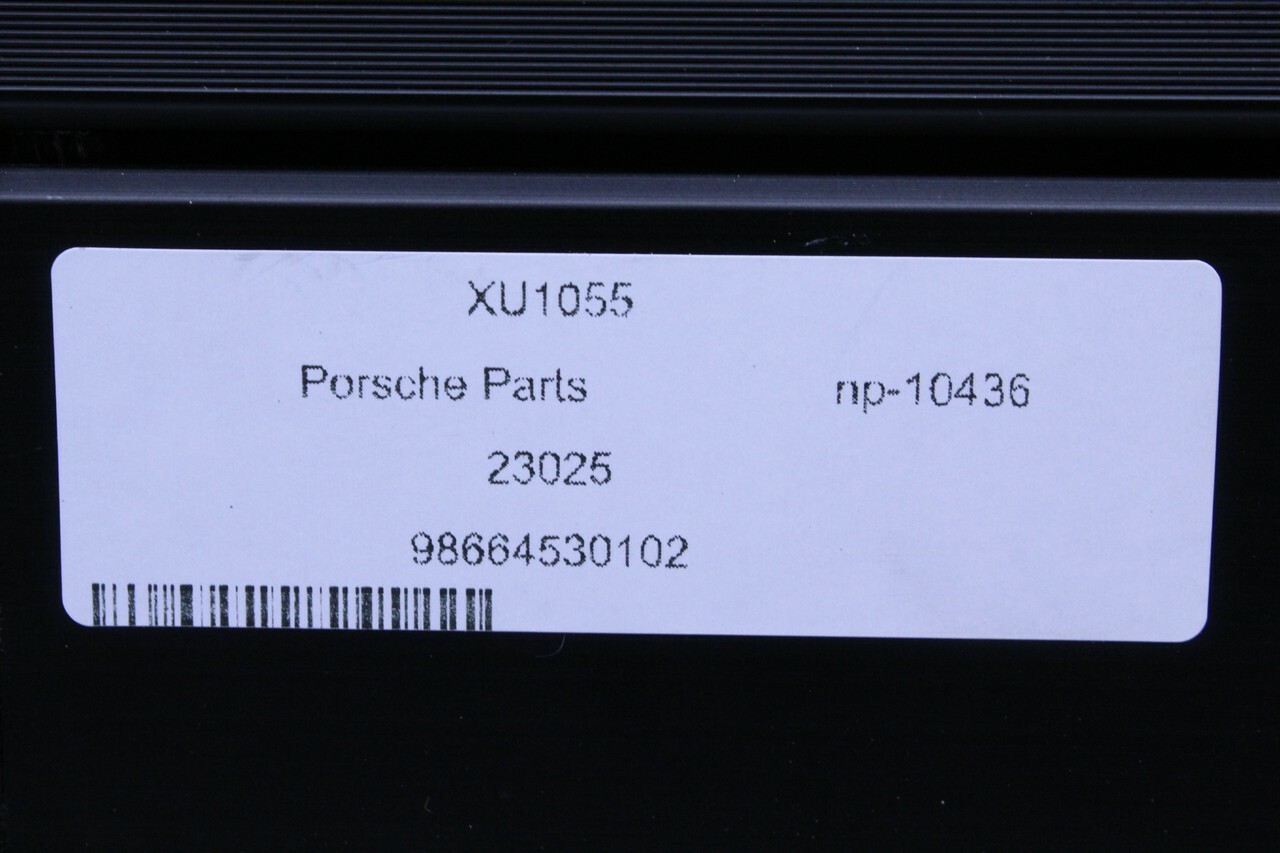 XU1055
Porsche Parts np-10436
23025
98664530102